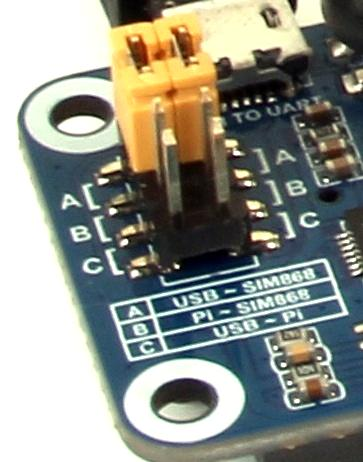 TO UART
A
B
C
A
B
C
A USB ~ SIM868
B Pi ~ SIM868
C USB ~ Pi